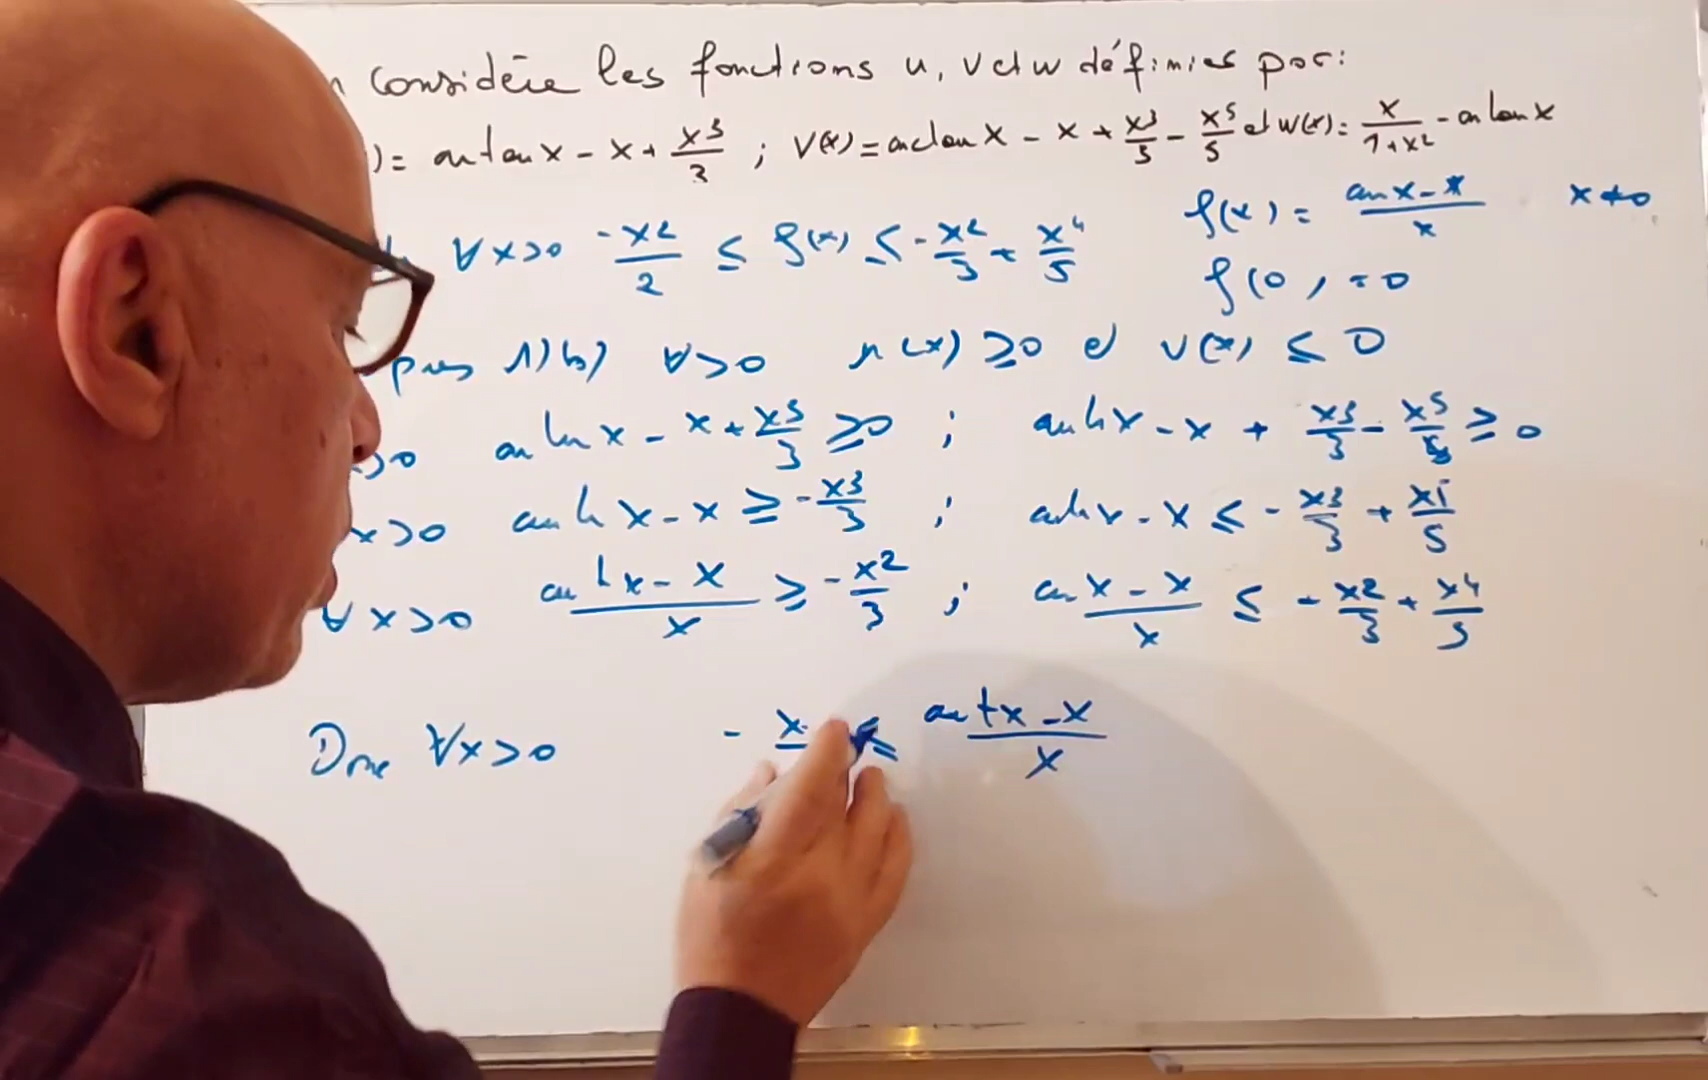 n considère les fonctions u, v et w définies par:
)= arctan x - x + x³/3 ; v(x) = arctan x - x + x³/3 - x⁵/5 et w(x) = x/(1+x²) - arctan x
∀x>0 -x²/2 ≤ f(x) ≤ -x²/3 + x⁴/5 f(x) = (arctan x - x)/x x≠0
f(0) = 0
pres 1)b) ∀>0 u(x) ≥0 et v(x) ≤ 0
>0 arctan x - x + x³/3 ≥0 ; arctan x - x + x³/3 - x⁵/5 ≥ 0
x>0 arctan x - x ≥ -x³/3 ; arctan x - x ≤ -x³/3 + x⁵/5
∀x>0 (arctan x - x)/x ≥ -x²/3 ; (arctan x - x)/x ≤ -x²/3 + x⁴/5
Donc ∀x>0 - x ≤ (arctan x - x)/x